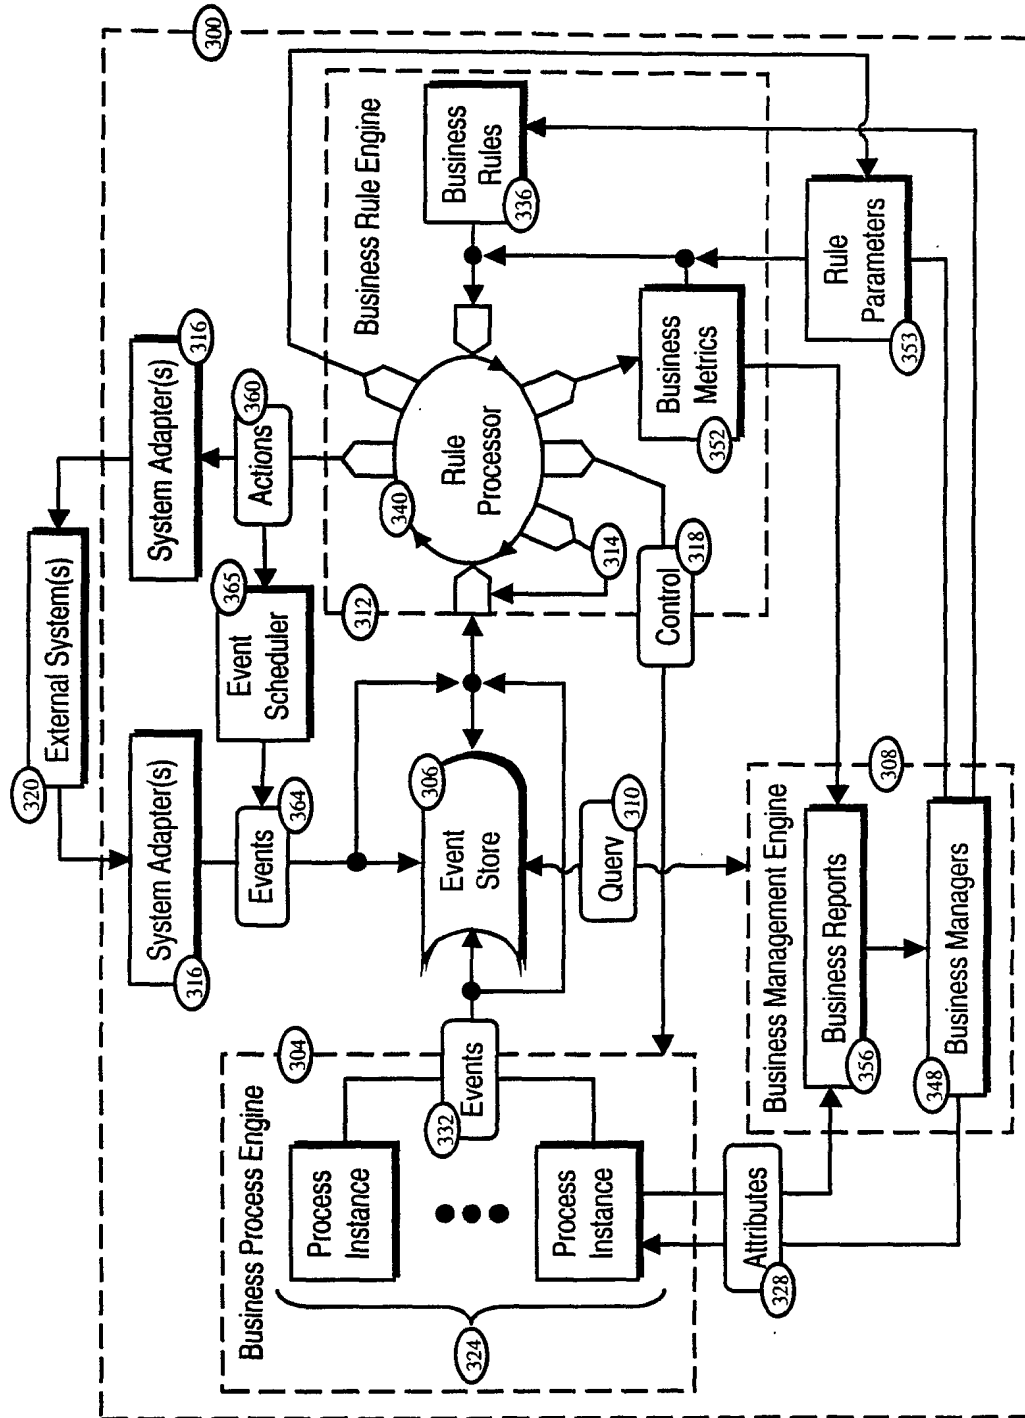 300
External System(s)
320
System Adapter(s)
316
System Adapter(s)
316
Actions
360
Event
Scheduler
365
Events
364
Business Process Engine
304
Process
Instance
Process
Instance
324
Events
332
Event
Store
306
Business Rule Engine
312
Rule
Processor
340
314
Business
Rules
336
Business
Metrics
352
Control
318
Query
310
Rule
Parameters
353
Business Management Engine
308
Business Reports
356
Business Managers
348
Attributes
328